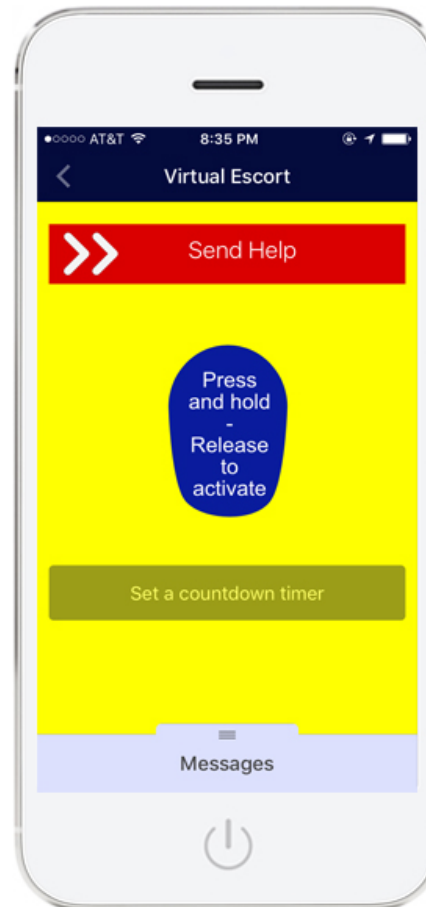 AT&T 8:35 PM
Virtual Escort
Send Help
Press
and hold
-
Release
to
activate
Set a countdown timer
Messages